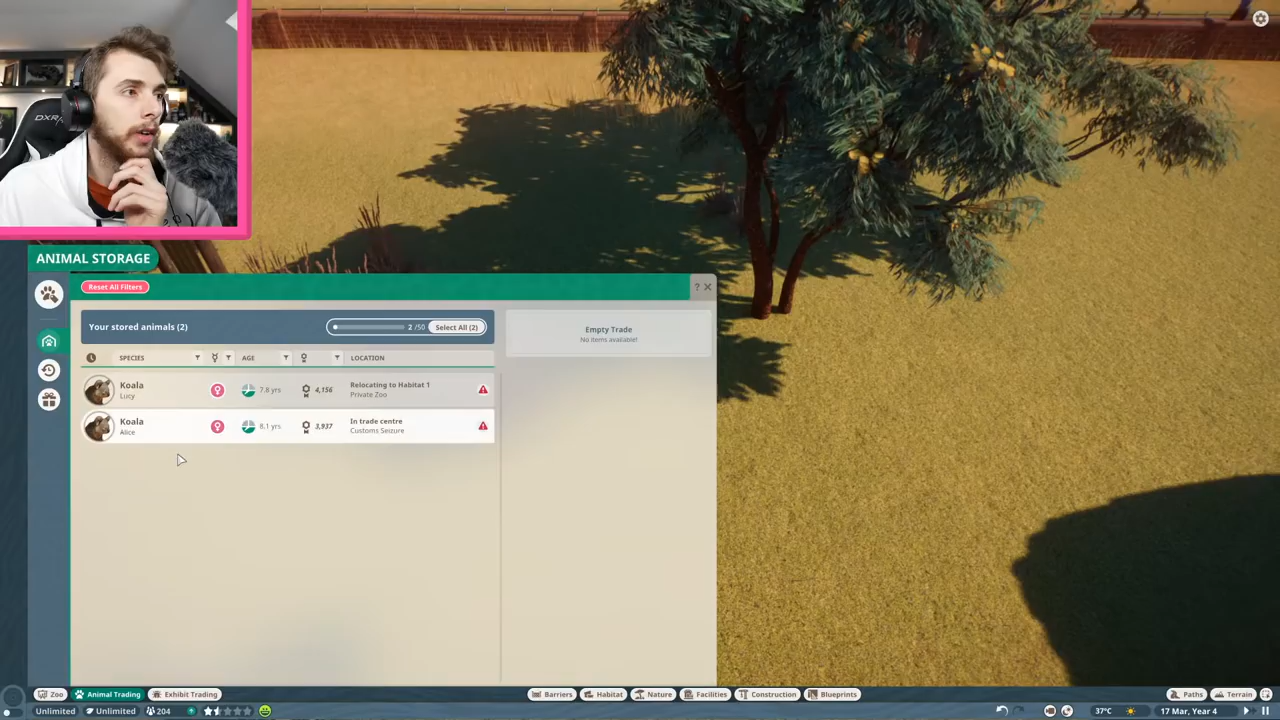 DXR
ANIMAL STORAGE
Reset All Filters
?
Your stored animals (2)
2 /50
Select All (2)
Empty Trade
No items available!
SPECIES
AGE
LOCATION
Koala
Lucy
7.8 yrs
4,156
Relocating to Habitat 1
Private Zoo
Koala
Alice
8.1 yrs
3,937
In trade centre
Customs Seizure
Zoo
Animal Trading
Exhibit Trading
Barriers
Habitat
Nature
Facilities
Construction
Blueprints
Paths
Terrain
Unlimited
Unlimited
204
37°C
17 Mar, Year 4